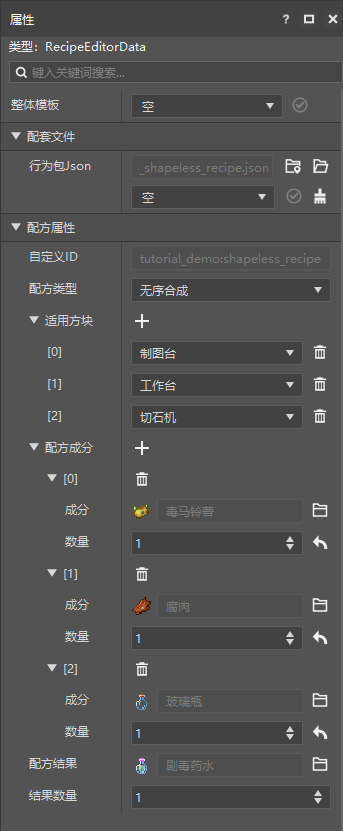 属性 ?
类型: RecipeEditorData
键入关键词搜索...
整体模板 空
配套文件
行为包Json _shapeless_recipe.json
空
配方属性
自定义ID tutorial_demo:shapeless_recipe
配方类型 无序合成
适用方块
[0] 制图台
[1] 工作台
[2] 切石机
配方成分
[0]
成分 毒马铃薯
数量 1
[1]
成分 腐肉
数量 1
[2]
成分 玻璃瓶
数量 1
配方结果 剧毒药水
结果数量 1